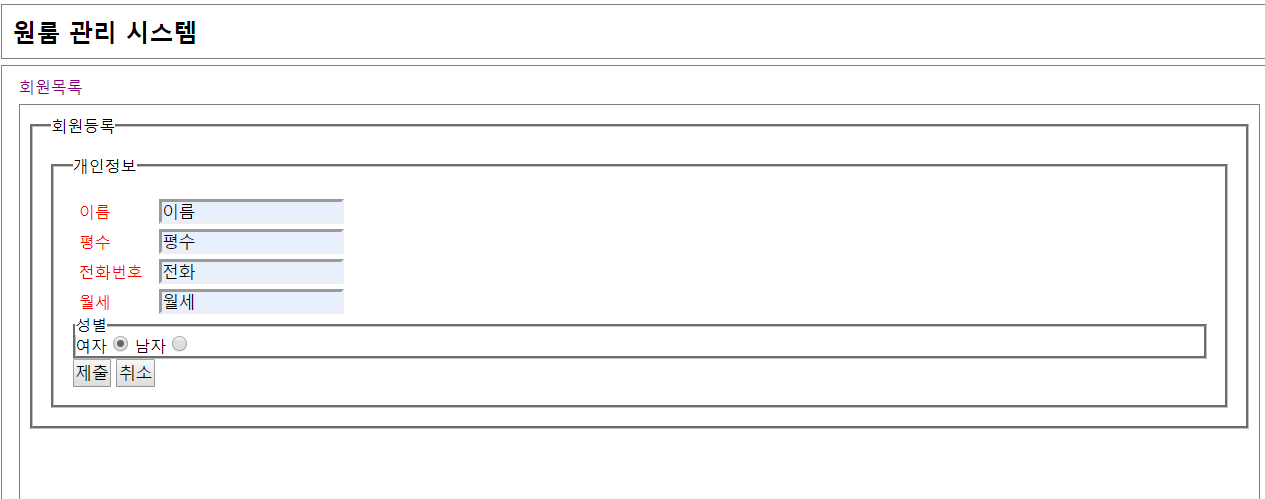 원룸 관리 시스템
회원목록
회원등록
개인정보
이름 이름
평수 평수
전화번호 전화
월세 월세
성별
여자 남자
제출 취소